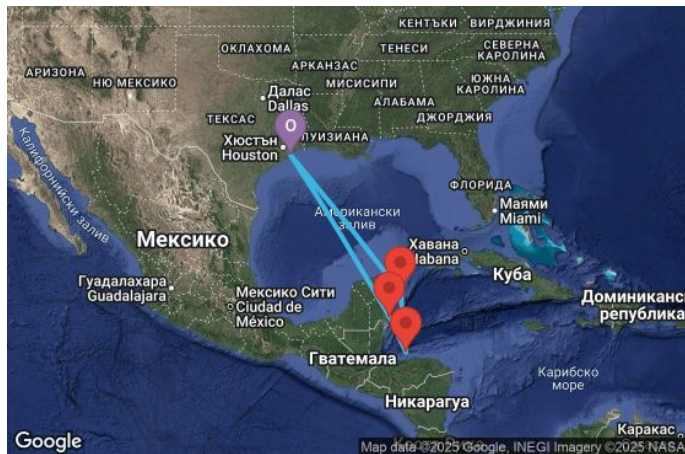 КЕНТЪКИ
ВИРДЖИНИЯ
ОКЛАХОМА
ТЕНЕСИ
СЕВЕРНА
КАРОЛИНА
АРИЗОНА
НЮ МЕКСИКО
АРКАНЗАС
МИСИСИПИ
ЮЖНА
КАРОЛИНА
Далас
Dallas
АЛАБАМА
ДЖОРДЖИЯ
ТЕКСАС
O
ЛУИЗИАНА
Хюстън
Houston
Калифорнийски залив
ФЛОРИДА
Маями
Miami
Американски
залив
Мексико
Хавана
Habana
Куба
Гуадалахара
Guadalajara
Мексико Сити
Ciudad de
México
Доминиканс
република
Гватемала
Карибско
море
Никарагуа
Каракас
Google
Map data ©2025 Google, INEGI Imagery ©2025 NASA